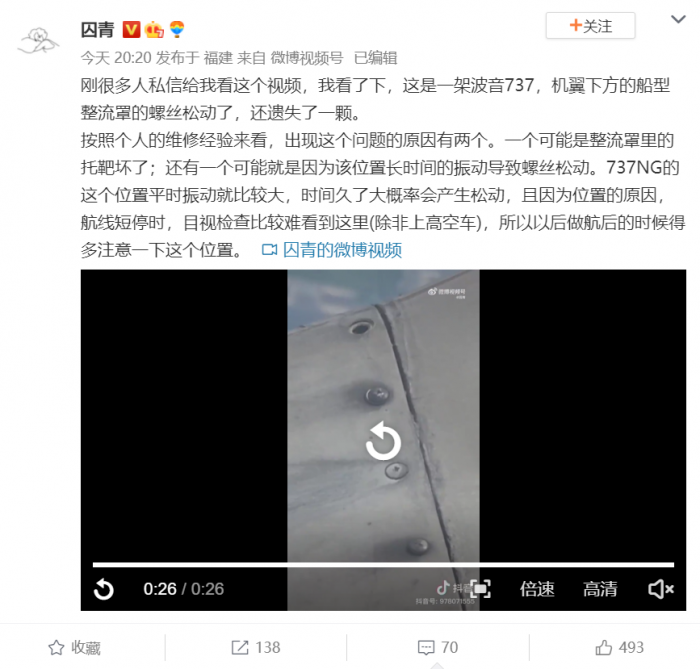 囚青
V
+关注
今天 20:20 发布于 福建 来自 微博视频号 已编辑
刚很多人私信给我看这个视频，我看了下，这是一架波音737，机翼下方的船型
整流罩的螺丝松动了，还遗失了一颗。
按照个人的维修经验来看，出现这个问题的原因有两个。一个可能是整流罩里的
托靶坏了；还有一个可能就是因为该位置长时间的振动导致螺丝松动。737NG的
这个位置平时振动就比较大，时间久了大概率会产生松动，且因为位置的原因，
航线短停时，目视检查比较难看到这里(除非上高空车)，所以以后做航后的时候得
多注意一下这个位置。 囚青的微博视频
微博视频号
0:26 / 0:26
抖音
倍速
高清
收藏
138
70
493